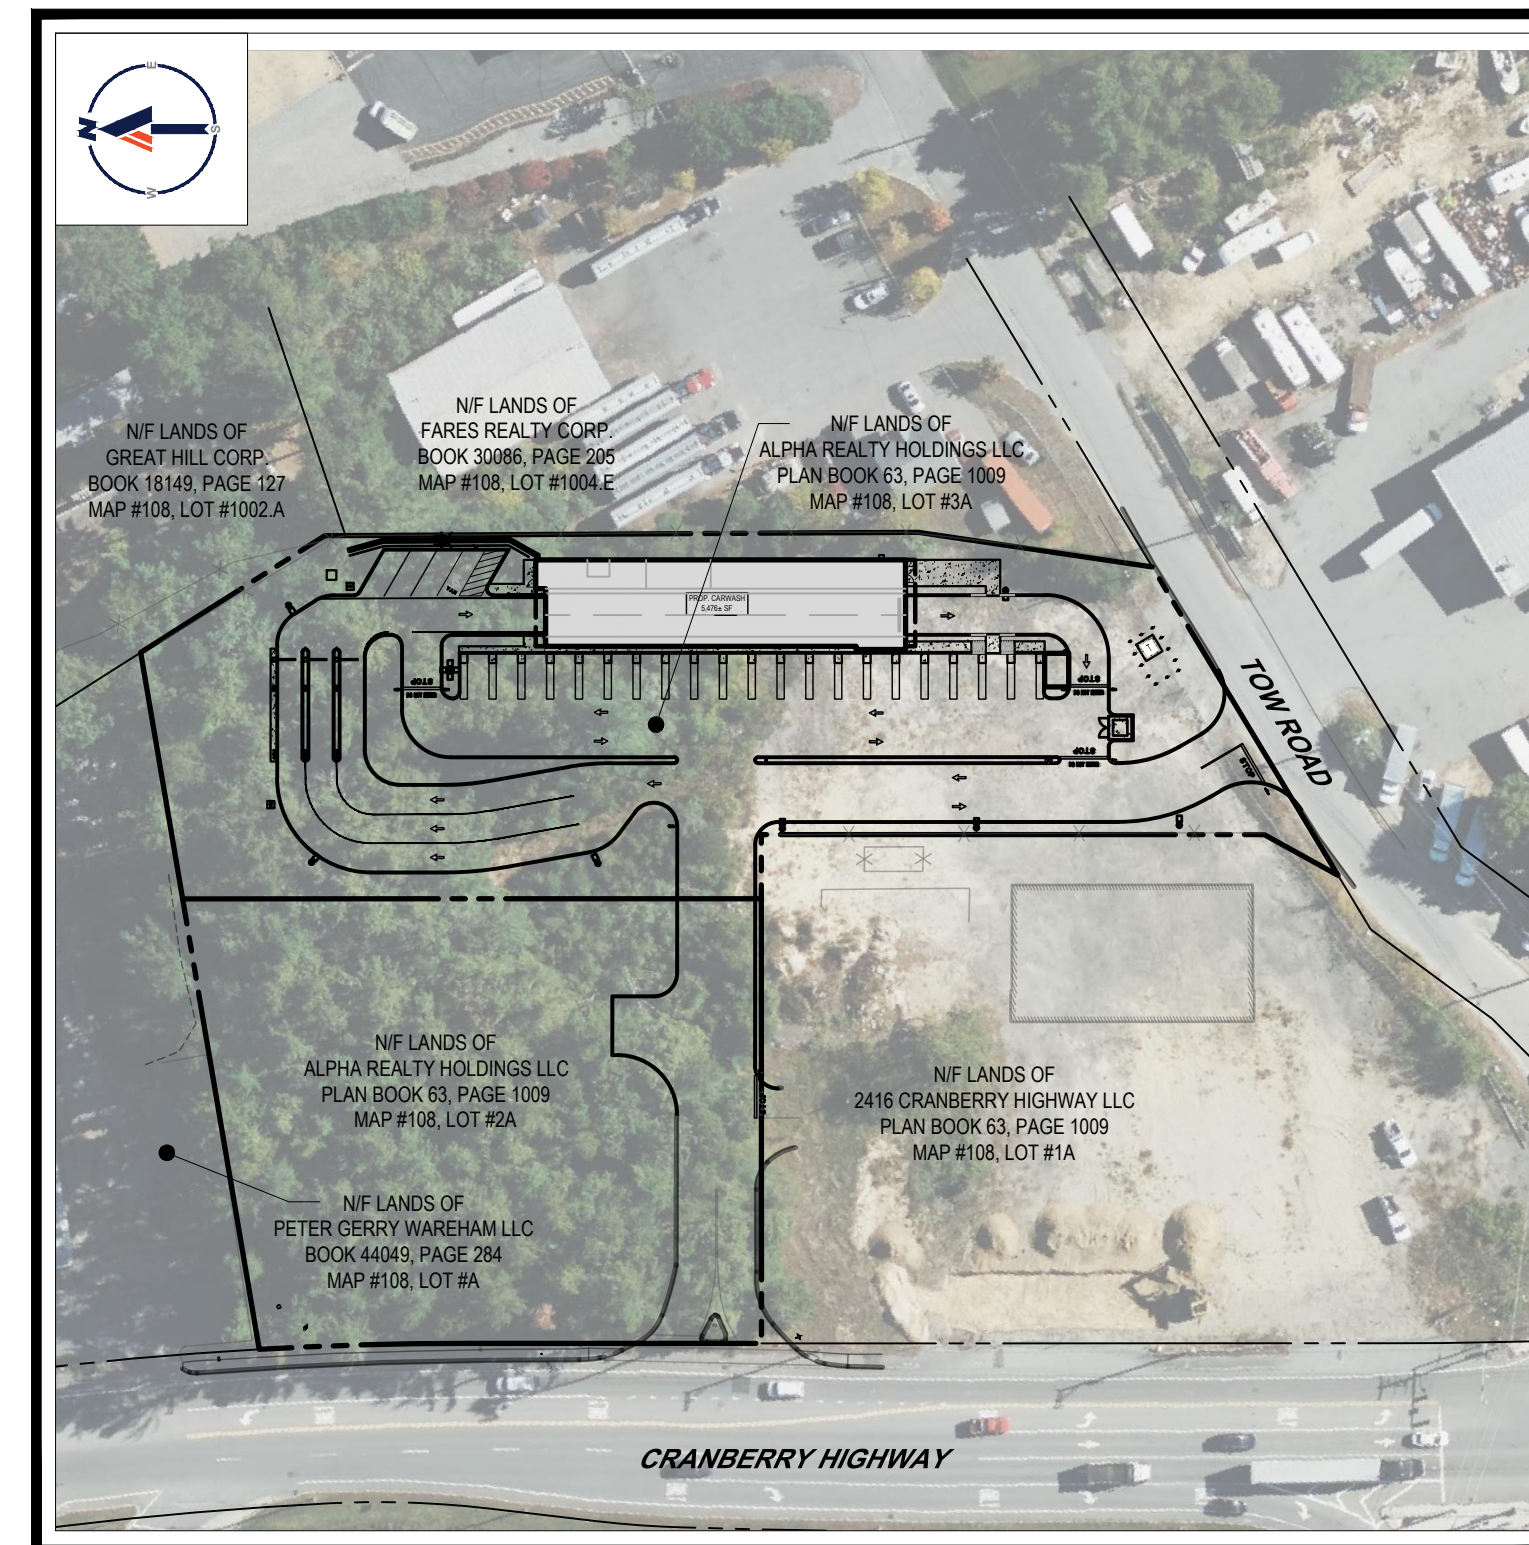 E
N
S
W
N/F LANDS OF
GREAT HILL CORP.
BOOK 18149, PAGE 127
MAP #108, LOT #1002.A
N/F LANDS OF
FARES REALTY CORP.
BOOK 30086, PAGE 205
MAP #108, LOT #1004.E
N/F LANDS OF
ALPHA REALTY HOLDINGS LLC
PLAN BOOK 63, PAGE 1009
MAP #108, LOT #3A
VAN
PROP. CARWASH
5,476± SF
STOP
STOP
STOP
STOP
TOW ROAD
N/F LANDS OF
ALPHA REALTY HOLDINGS LLC
PLAN BOOK 63, PAGE 1009
MAP #108, LOT #2A
N/F LANDS OF
2416 CRANBERRY HIGHWAY LLC
PLAN BOOK 63, PAGE 1009
MAP #108, LOT #1A
STOP
N/F LANDS OF
PETER GERRY WAREHAM LLC
BOOK 44049, PAGE 284
MAP #108, LOT #A
CRANBERRY HIGHWAY